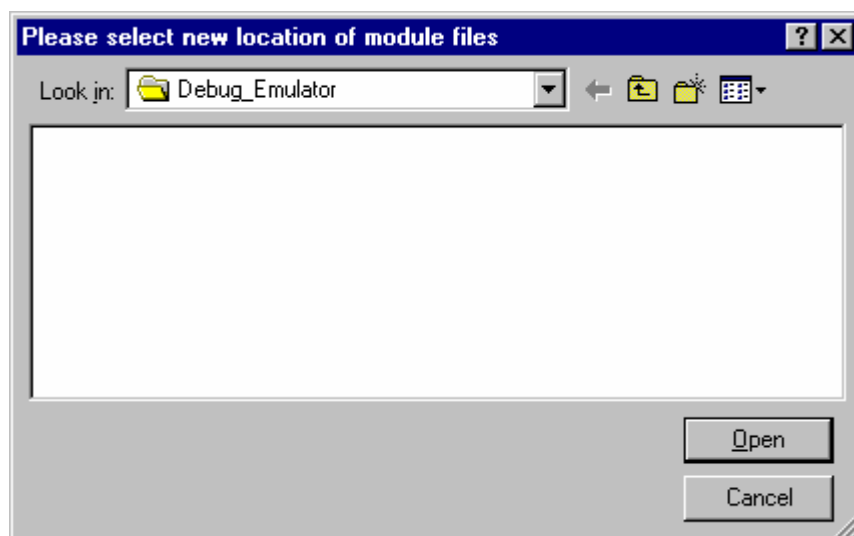 Please select new location of module files
Look in: Debug_Emulator
Open
Cancel